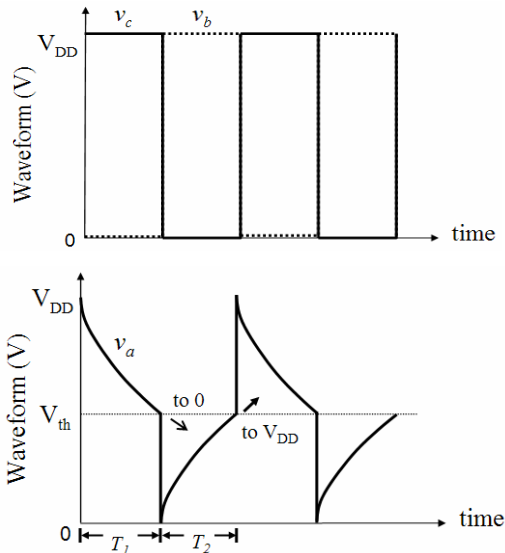 v_c v_b
V_DD
Waveform (V)
0
time
V_DD
v_a
to 0
V_th
to V_DD
Waveform (V)
0
time
T_1 T_2